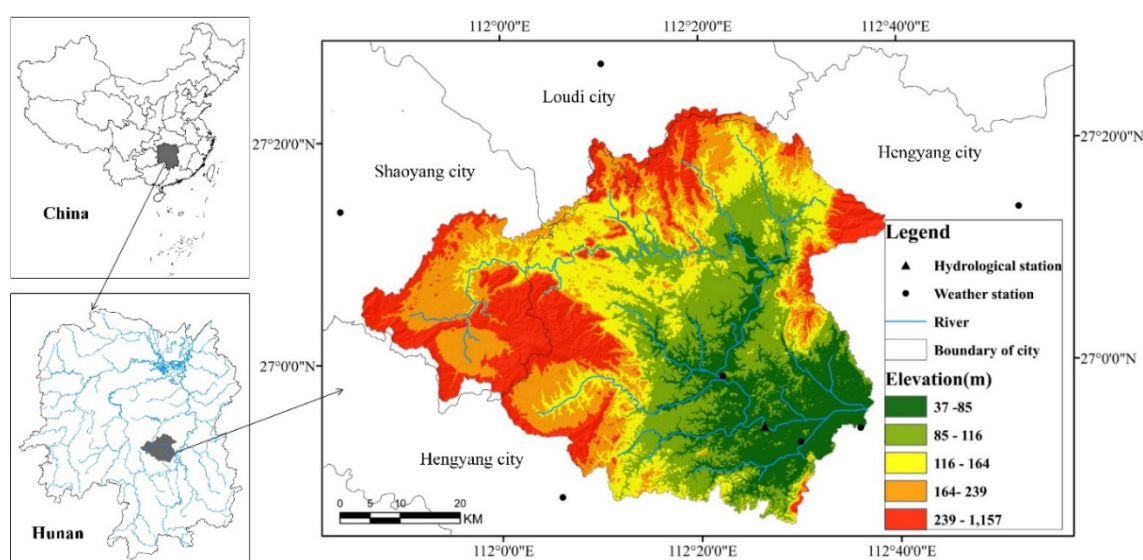 China
Hunan
112°0'0"E 112°20'0"E 112°40'0"E
Loudi city
27°20'0"N 27°20'0"N
Hengyang city
Shaoyang city
Legend
Hydrological station
Weather station
River
Boundary of city
27°0'0"N 27°0'0"N
Elevation(m)
37 -85
85 - 116
116 - 164
164- 239
239 - 1,157
Hengyang city
0 5 10 20
KM
112°0'0"E 112°20'0"E 112°40'0"E